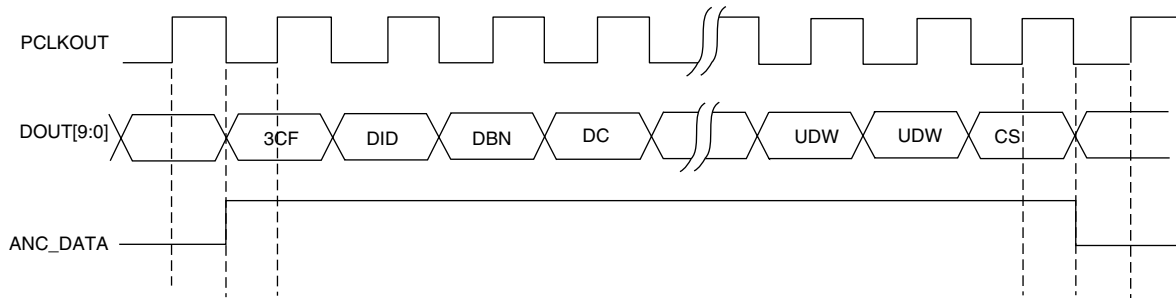 PCLKOUT
DOUT[9:0] 3CF DID DBN DC UDW UDW CS
ANC_DATA